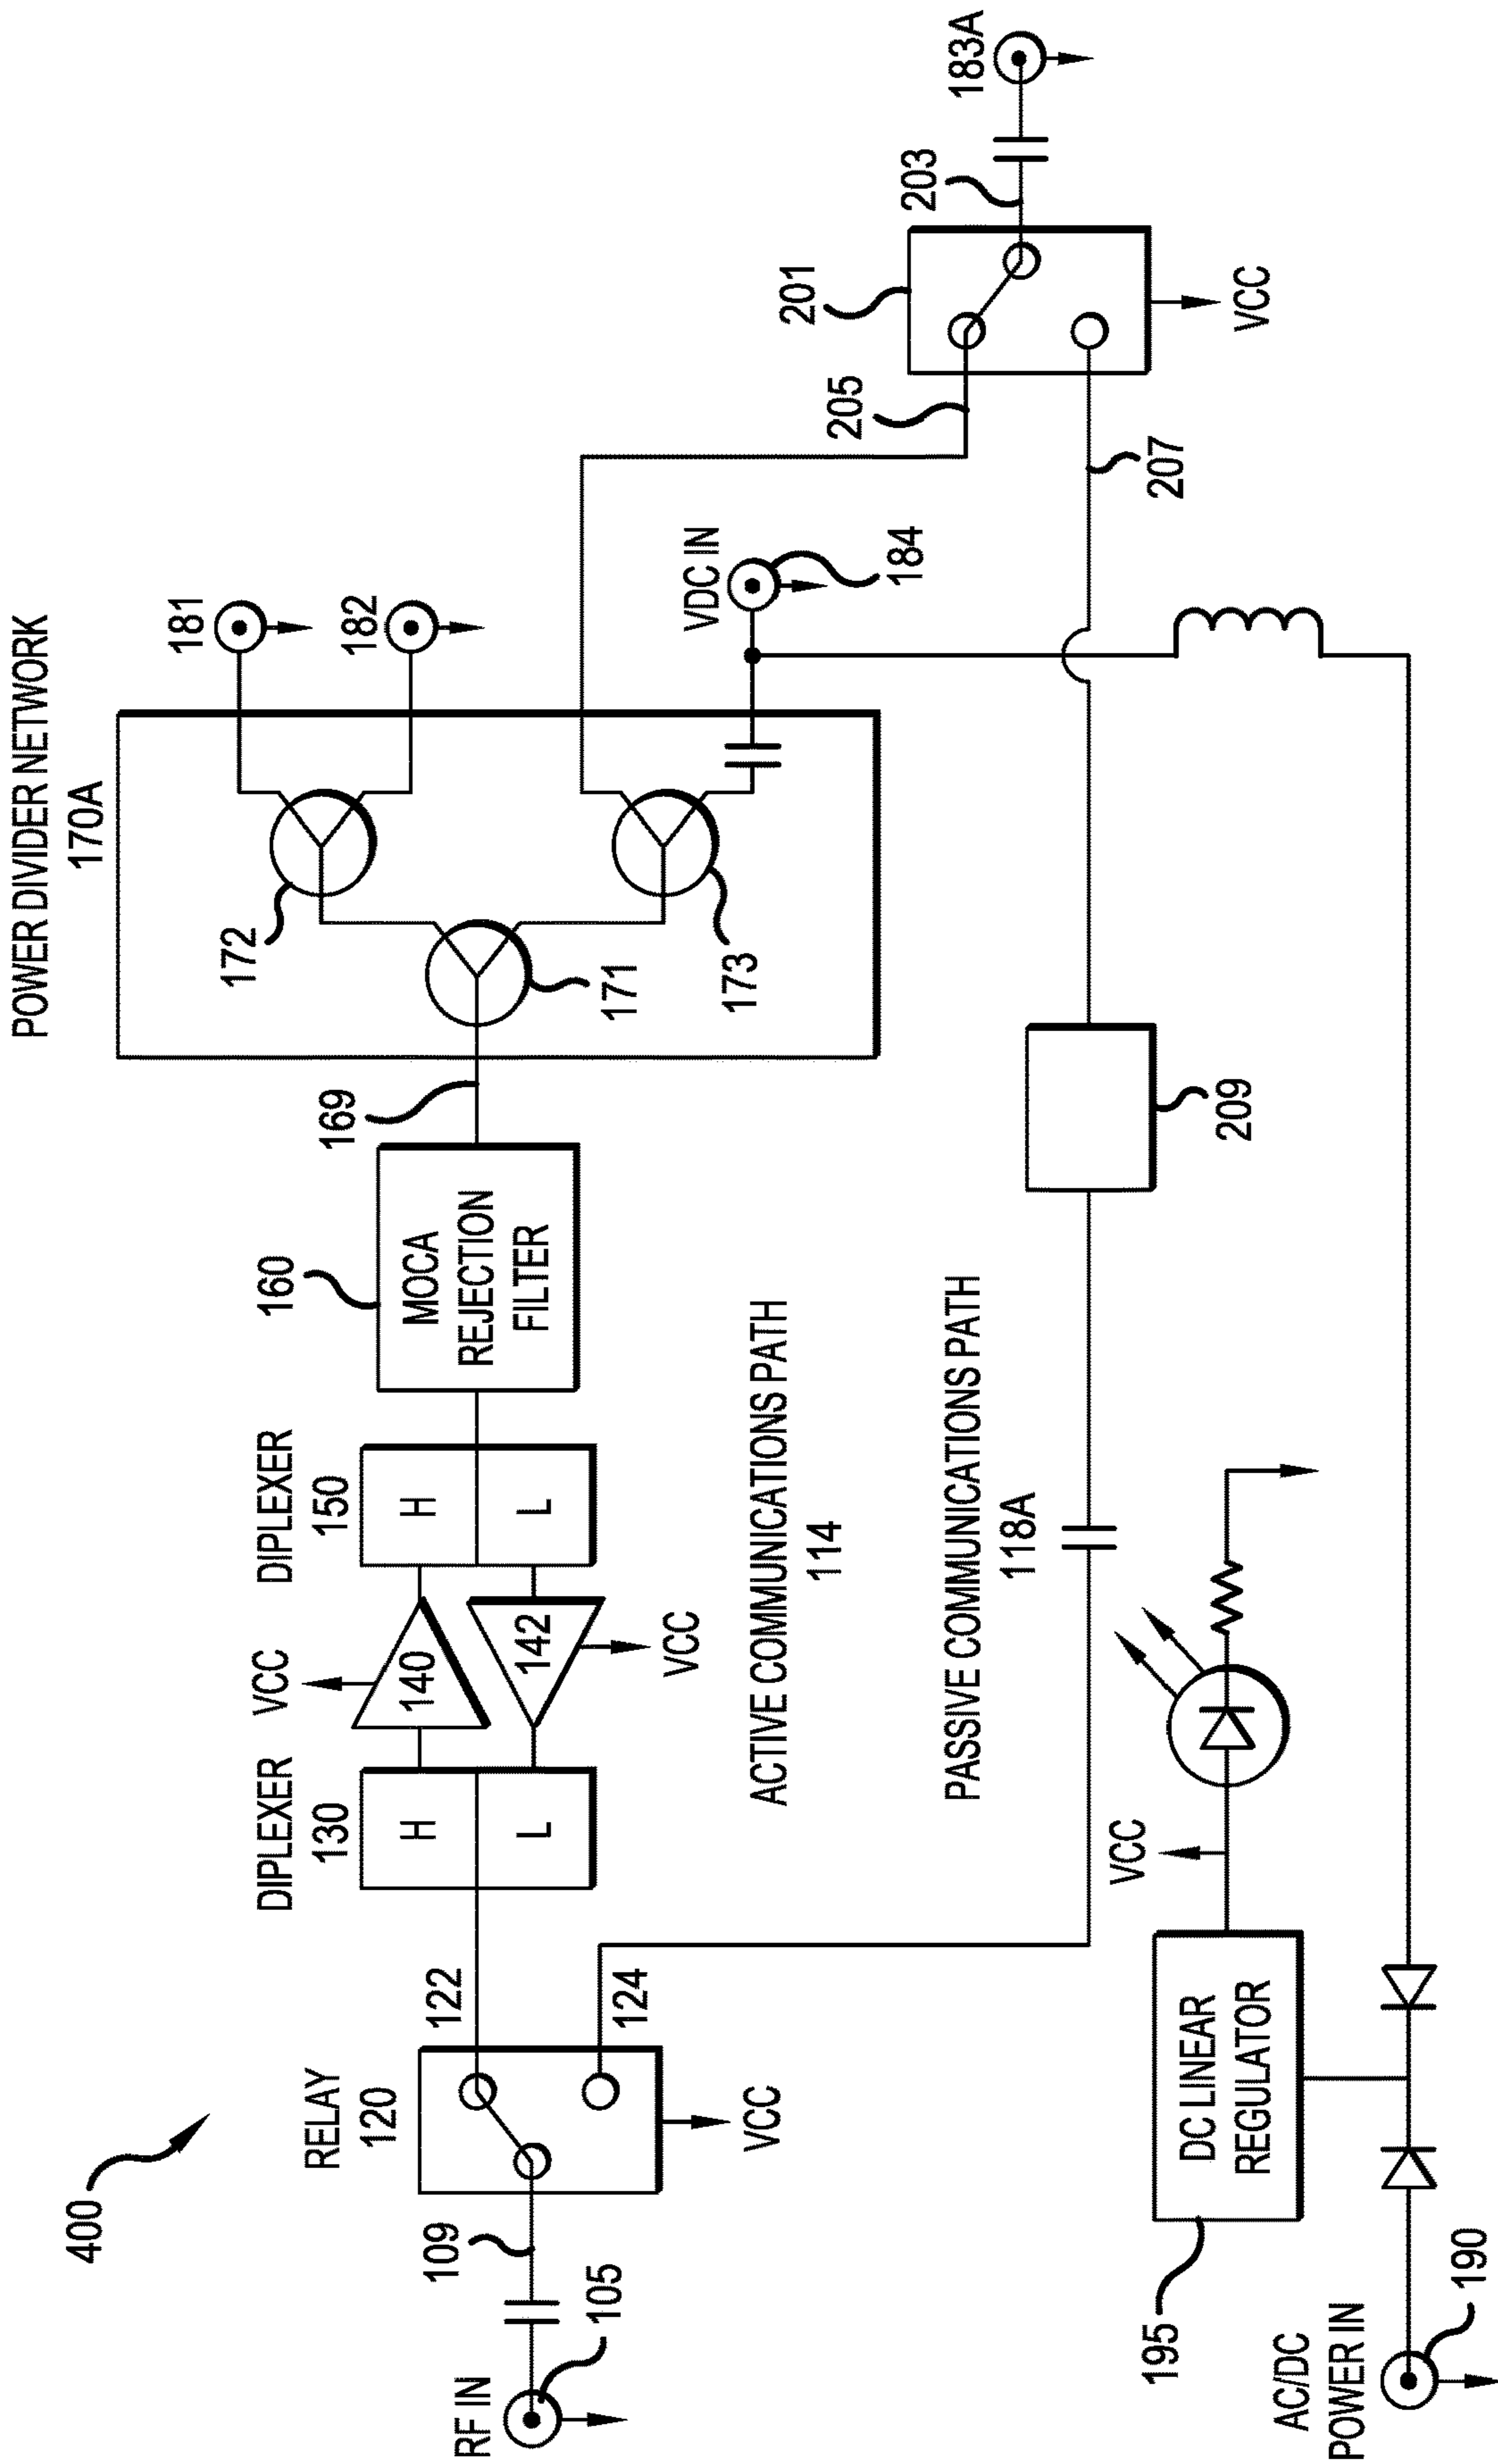 400
RF IN
105
109
RELAY
120
VCC
122
124
DIPLEXER
130
H
L
VCC
140
142
VCC
DIPLEXER
150
H
L
160
MOCA
REJECTION
FILTER
169
POWER DIVIDER NETWORK
170A
171
172
173
181
182
VDC IN
184
ACTIVE COMMUNICATIONS PATH
114
PASSIVE COMMUNICATIONS PATH
118A
209
205
207
201
VCC
203
183A
AC/DC
POWER IN
190
195
DC LINEAR
REGULATOR
VCC